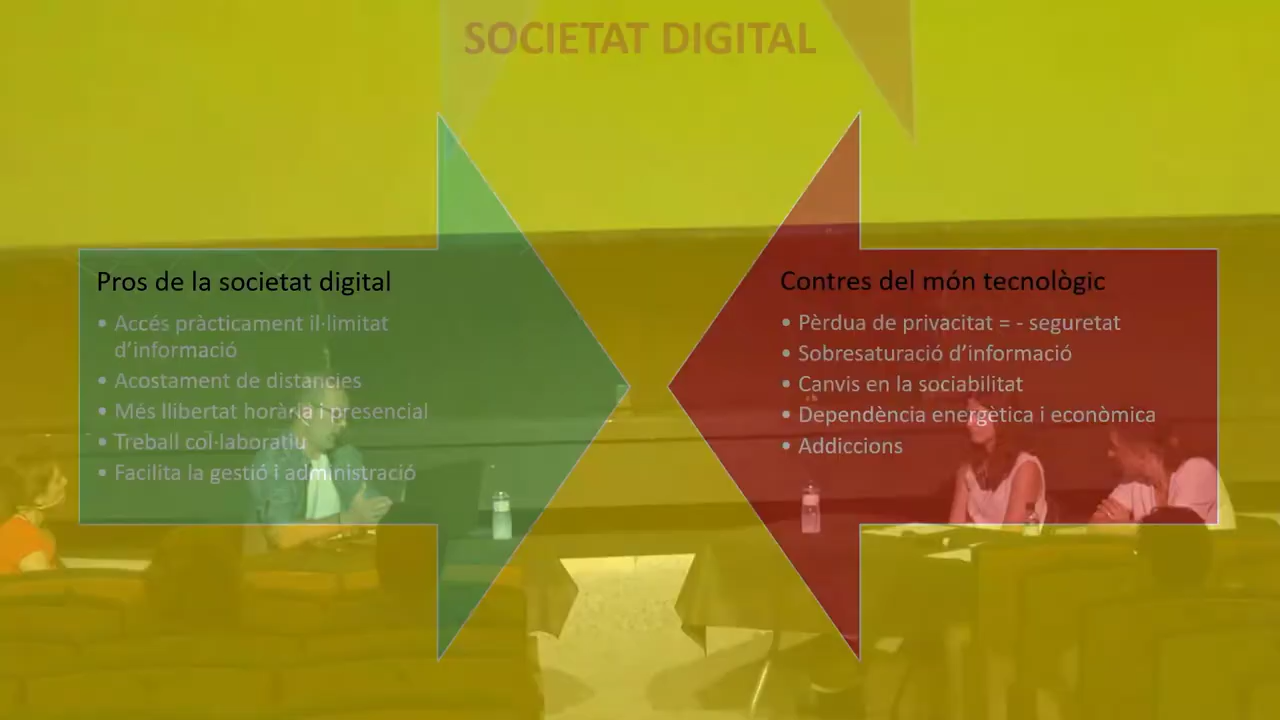 SOCIETAT DIGITAL
Pros de la societat digital
• Accés pràcticament il·limitat
d’informació
• Acostament de distancies
• Més llibertat horària i presencial
• Treball col·laboratiu
• Facilita la gestió i administració
Contres del món tecnològic
• Pèrdua de privacitat = - seguretat
• Sobresaturació d’informació
• Canvis en la sociabilitat
• Dependència energètica i econòmica
• Addiccions